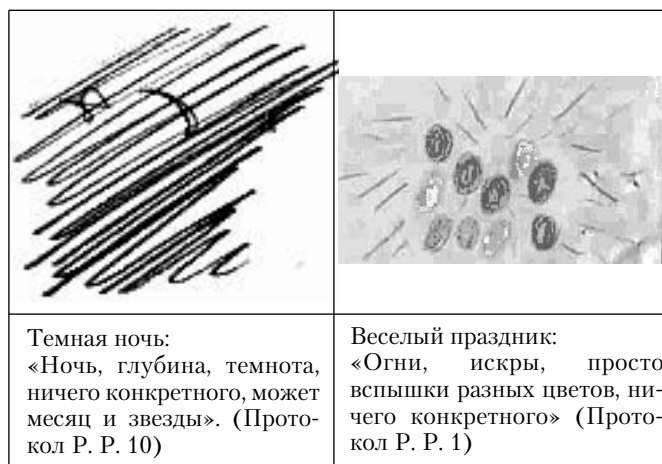 Темная ночь:
«Ночь, глубина, темнота,
ничего конкретного, может
месяц и звезды». (Прото-
кол Р. Р. 10)
Веселый праздник:
«Огни, искры, просто
вспышки разных цветов, ни-
чего конкретного» (Прото-
кол Р. Р. 1)